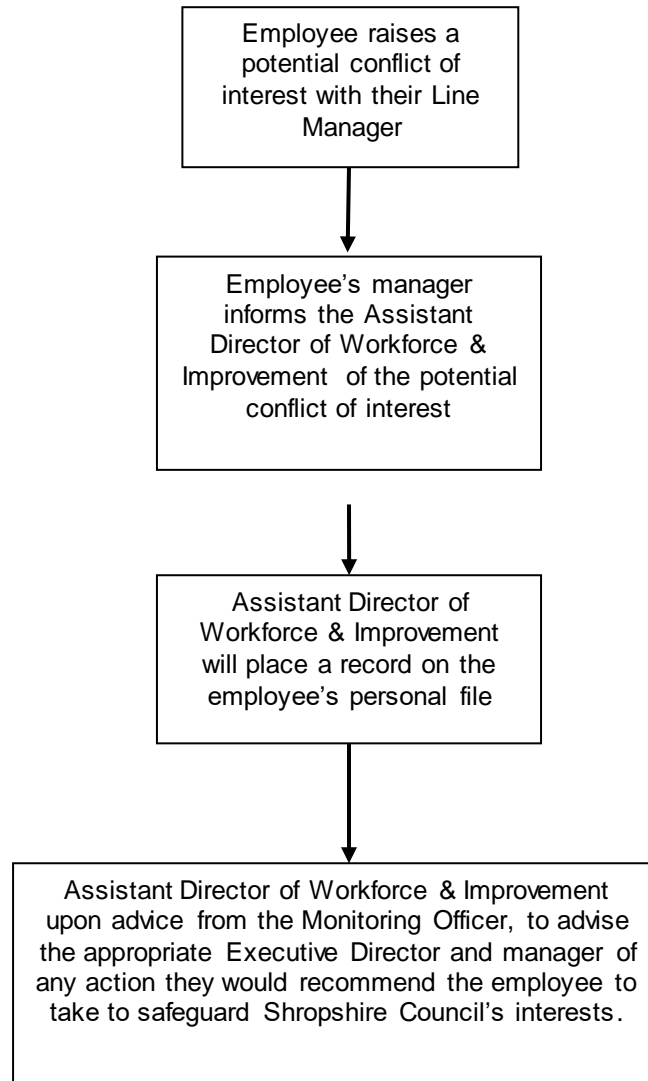 Employee raises a
potential conflict of
interest with their Line
Manager
Employee’s manager
informs the Assistant
Director of Workforce &
Improvement of the potential
conflict of interest
Assistant Director of
Workforce & Improvement
will place a record on the
employee’s personal file
Assistant Director of Workforce & Improvement
upon advice from the Monitoring Officer, to advise
the appropriate Executive Director and manager of
any action they would recommend the employee to
take to safeguard Shropshire Council’s interests.